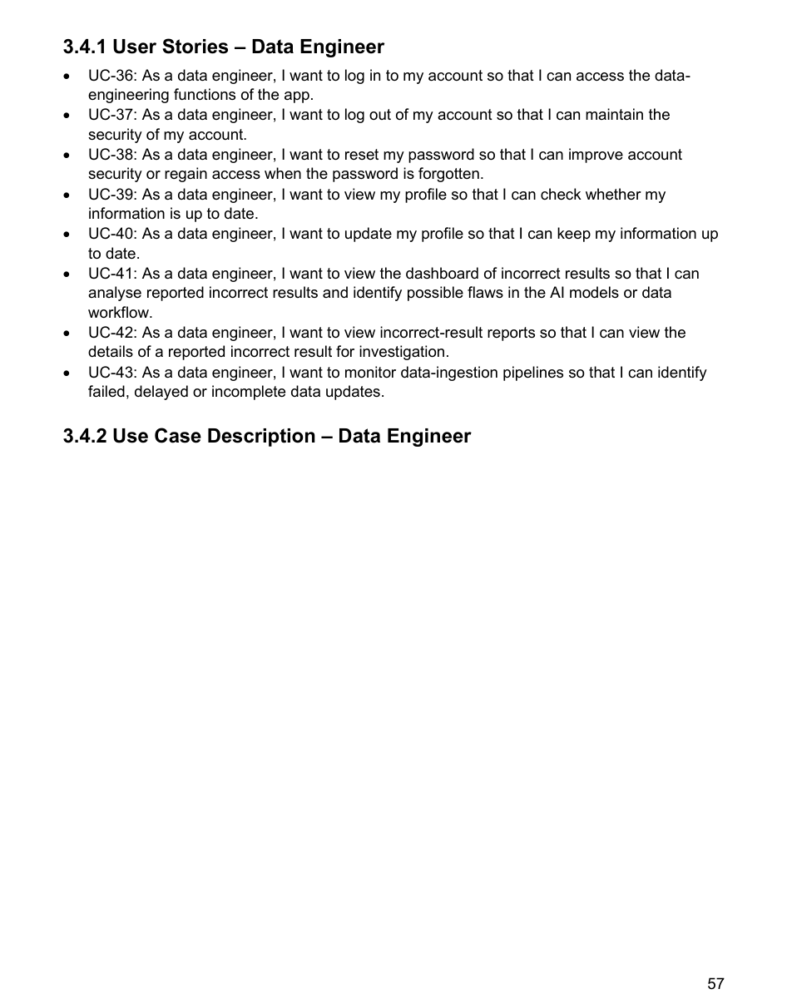 3.4.1 User Stories – Data Engineer
• UC-36: As a data engineer, I want to log in to my account so that I can access the data-
engineering functions of the app.
• UC-37: As a data engineer, I want to log out of my account so that I can maintain the
security of my account.
• UC-38: As a data engineer, I want to reset my password so that I can improve account
security or regain access when the password is forgotten.
• UC-39: As a data engineer, I want to view my profile so that I can check whether my
information is up to date.
• UC-40: As a data engineer, I want to update my profile so that I can keep my information up
to date.
• UC-41: As a data engineer, I want to view the dashboard of incorrect results so that I can
analyse reported incorrect results and identify possible flaws in the AI models or data
workflow.
• UC-42: As a data engineer, I want to view incorrect-result reports so that I can view the
details of a reported incorrect result for investigation.
• UC-43: As a data engineer, I want to monitor data-ingestion pipelines so that I can identify
failed, delayed or incomplete data updates.
3.4.2 Use Case Description – Data Engineer
57